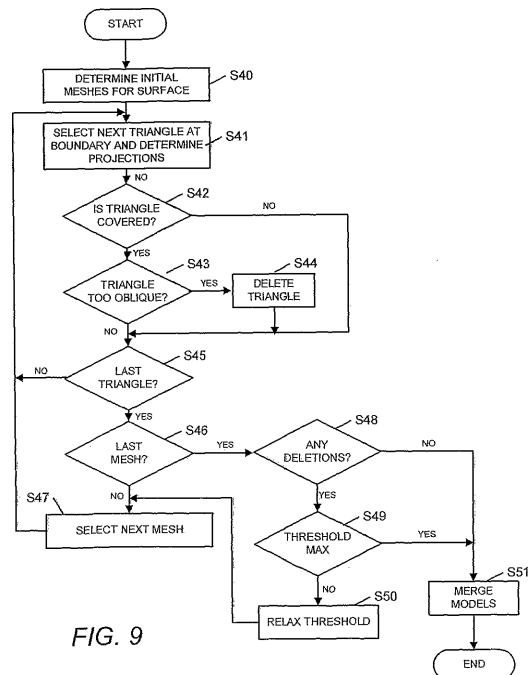 START
DETERMINE INITIAL
MESHES FOR SURFACE
S40
SELECT NEXT TRIANGLE AT
BOUNDARY AND DETERMINE
PROJECTIONS
S41
NO
S42
IS TRIANGLE
COVERED?
NO
YES
S43
TRIANGLE
TOO OBLIQUE?
YES
S44
DELETE
TRIANGLE
NO
S45
LAST
TRIANGLE?
NO
YES
S46
LAST
MESH?
YES
S48
ANY
DELETIONS?
NO
YES
S47
NO
SELECT NEXT MESH
S49
THRESHOLD
MAX
YES
NO
S50
RELAX THRESHOLD
S51
MERGE
MODELS
END
FIG. 9